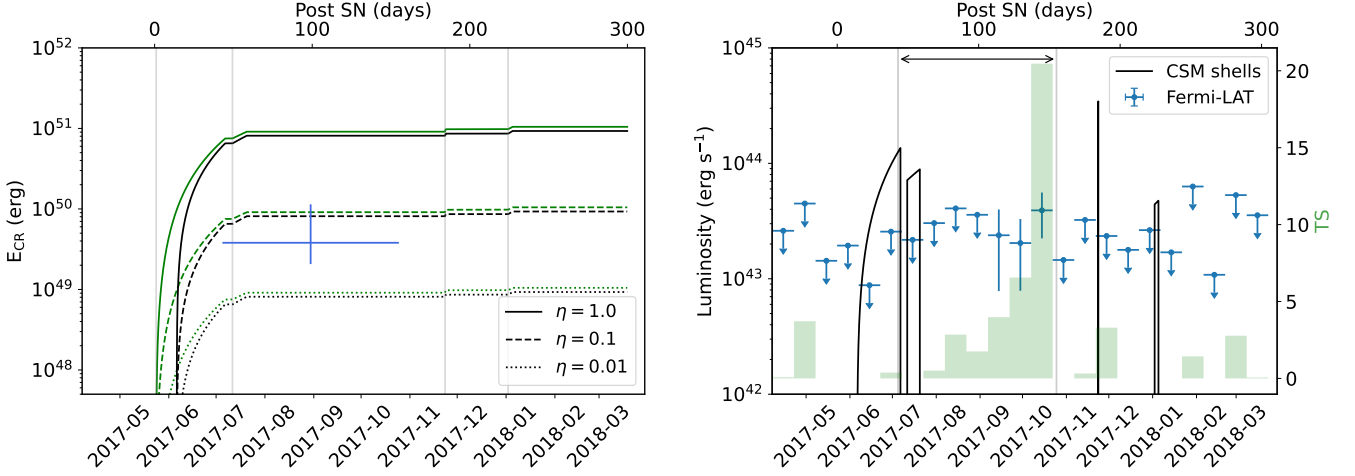 Post SN (days)
0 100 200 300
10^52
10^51
10^50
10^49
10^48
E_CR (erg)
η = 1.0
η = 0.1
η = 0.01
2017-05 2017-06 2017-07 2017-08 2017-09 2017-10 2017-11 2017-12 2018-01 2018-02 2018-03
Post SN (days)
0 100 200 300
10^45
10^44
10^43
10^42
Luminosity (erg s^−1)
CSM shells
Fermi-LAT
20
15
10
5
0
TS
2017-05 2017-06 2017-07 2017-08 2017-09 2017-10 2017-11 2017-12 2018-01 2018-02 2018-03